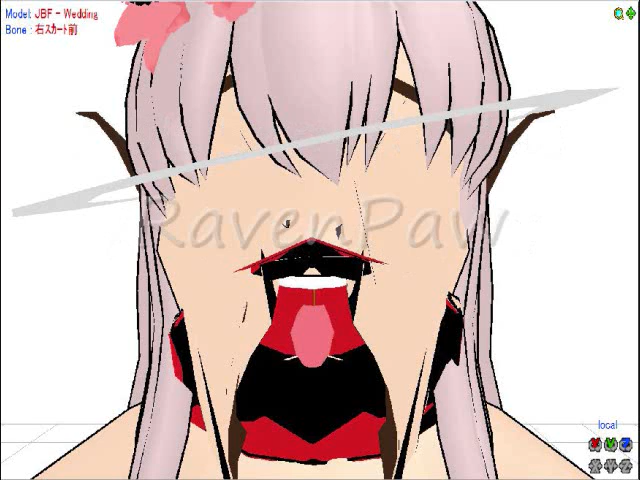 Model: JBF - Wedding
Bone : 右スカート前
RavenPaw
local